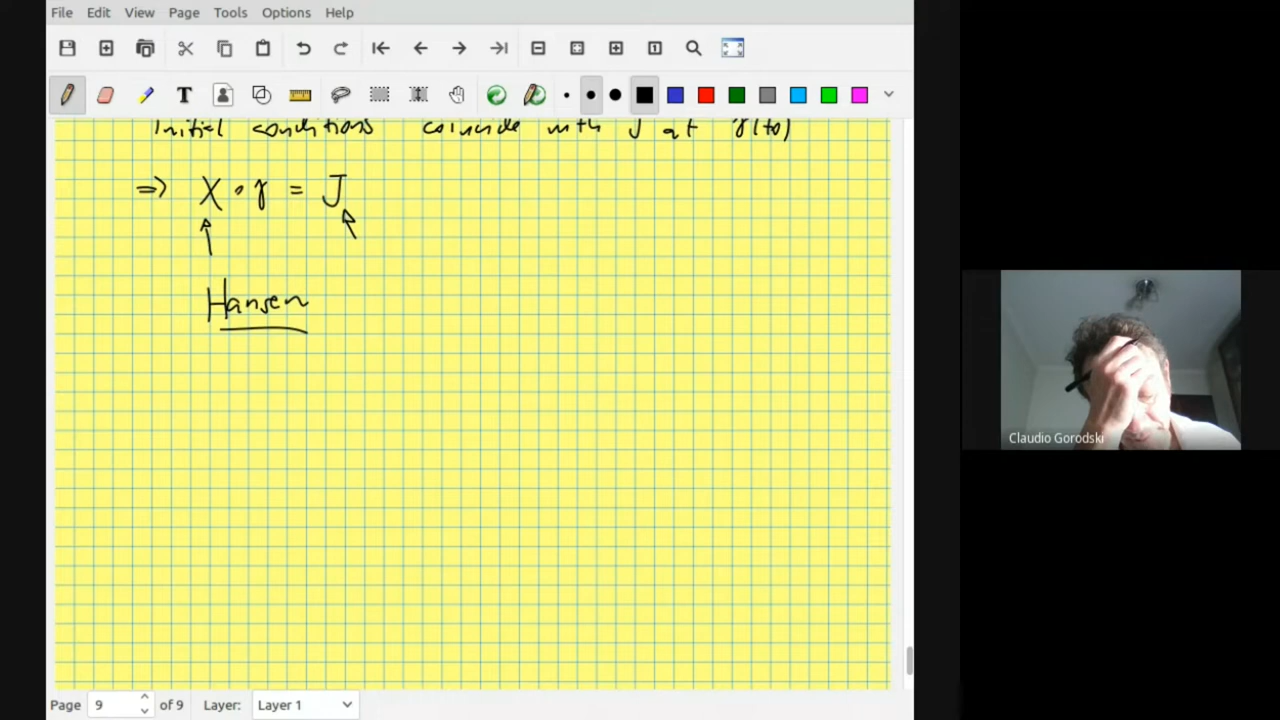 File Edit View Page Tools Options Help
Initial conditions coincide with J at γ(t0)
⇒ X ∘ γ = J
Hansen
Claudio Gorodski
Page 9 of 9 Layer: Layer 1